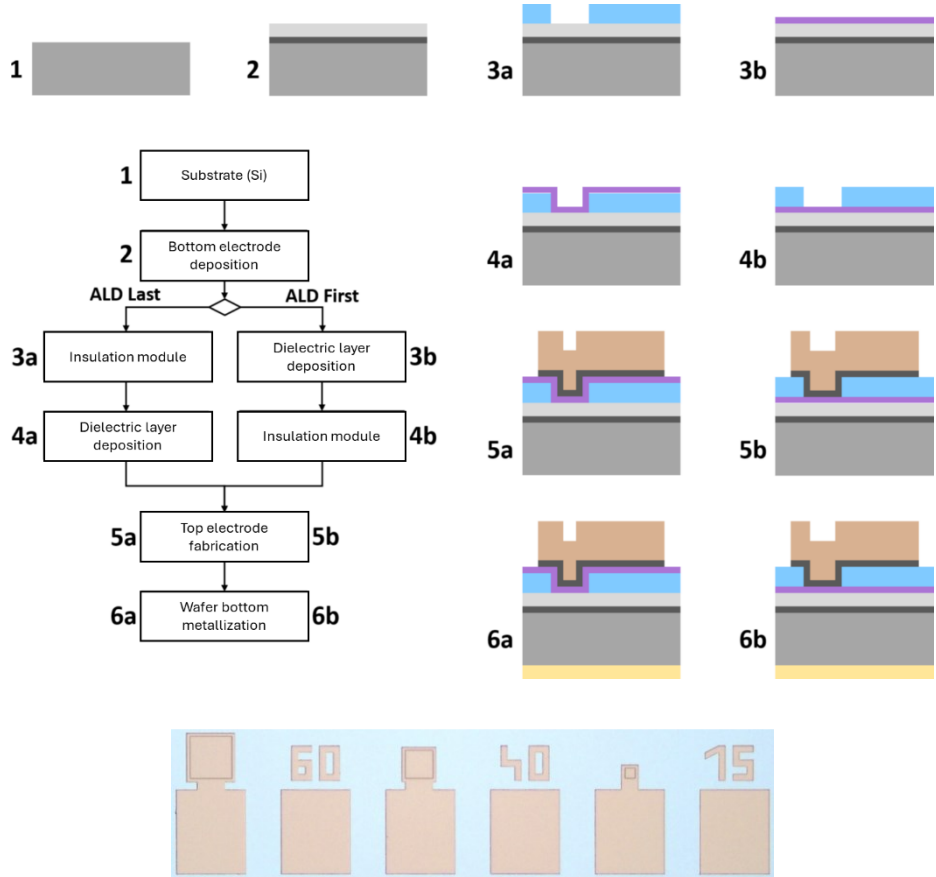 1
2
3a
3b
1
Substrate (Si)
2
Bottom electrode
deposition
ALD Last
ALD First
3a
Insulation module
Dielectric layer
deposition
3b
4a
Dielectric layer
deposition
Insulation module
4b
5a
Top electrode
fabrication
5b
6a
Wafer bottom
metallization
6b
4a
4b
5a
5b
6a
6b
60
40
15